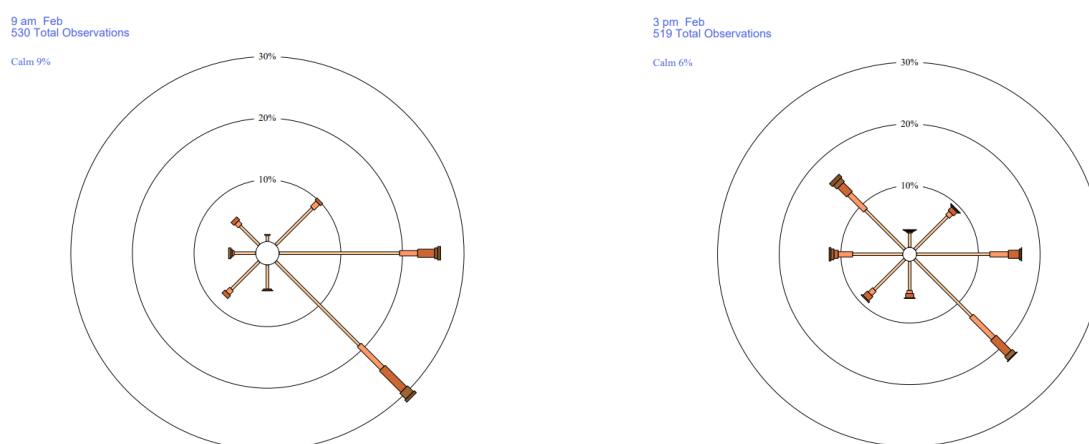 9 am Feb
530 Total Observations
Calm 9%
30%
20%
10%
3 pm Feb
519 Total Observations
Calm 6%
30%
20%
10%